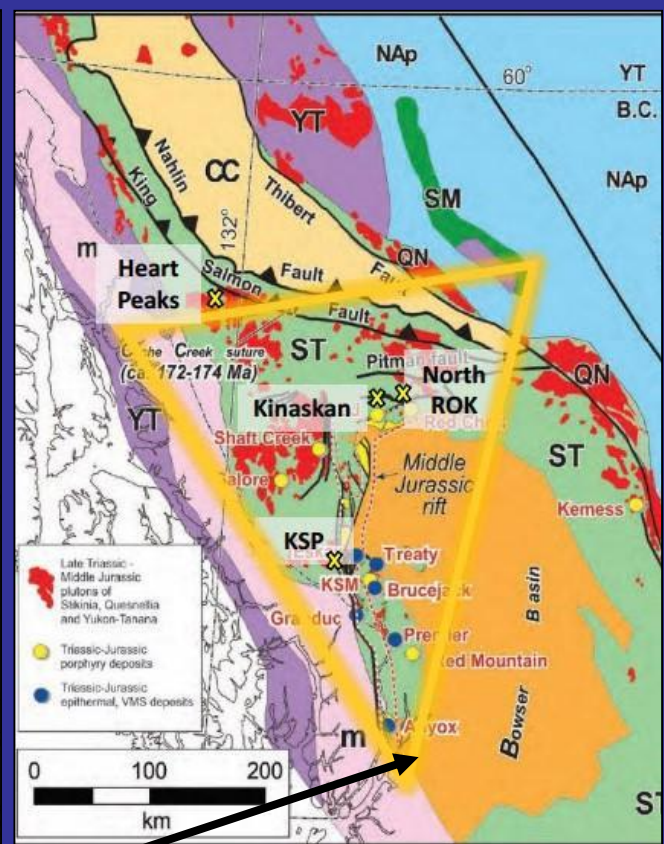 NAp
60°
YT
B.C.
YT
CC
Nahlin
King
Thibert
132°
SM
NAp
m
QN
Heart
Peaks
Salmon
Fault
Fault
Fault
ST
Creek suture
(ca. 172-174 Ma)
Pitman fault
North
ROK
QN
YT
Kinaskan
Red
Shaft Creek
ST
Middle
Jurassic
rift
Kemess
KSP
Treaty
KSM
Brucejack
Granduc
Premier
Red Mountain
Anyox
Bowser
Basin
m
ST
Late Triassic -
Middle Jurassic
plutons of
Stikinia, Quesnellia
and Yukon-Tanana
Triassic-Jurassic
porphyry deposits
Triassic-Jurassic
epithermal, VMS deposits
0 100 200
km